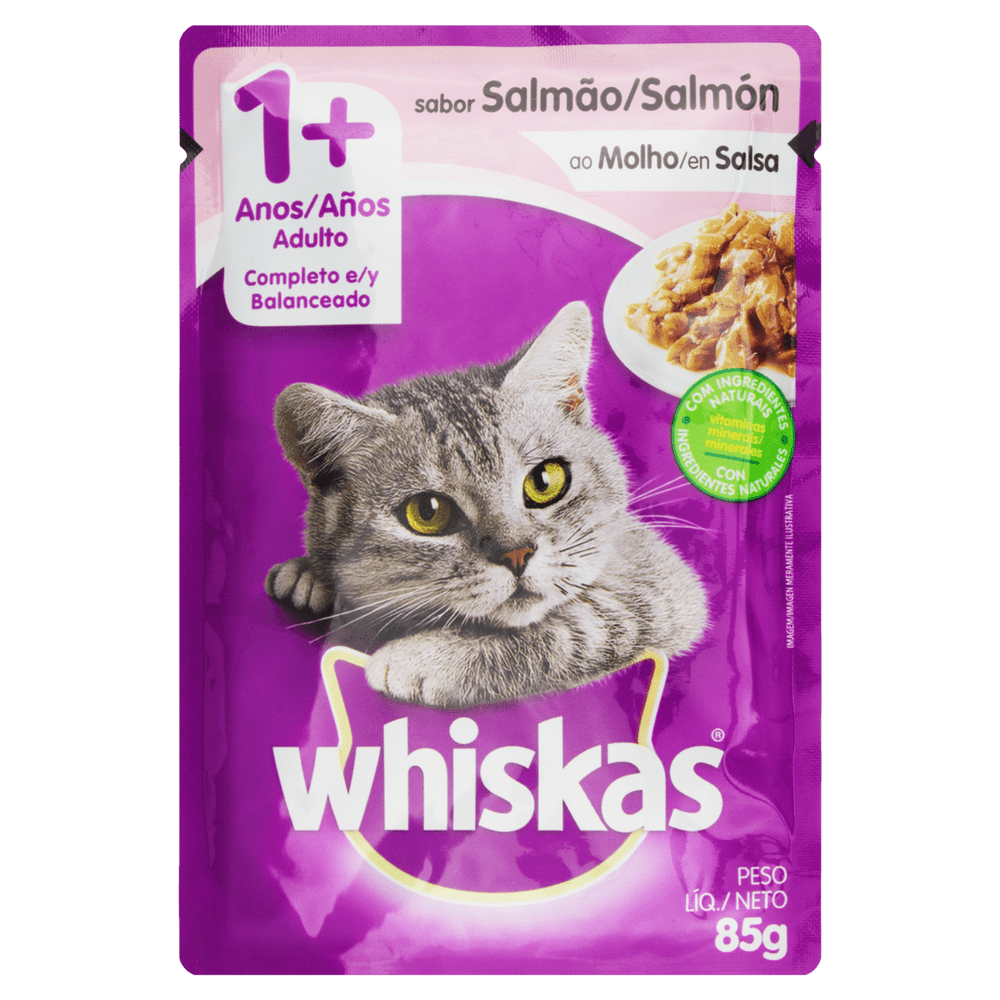 1+
Anos/Años
Adulto
Completo e/y
Balanceado
sabor Salmão/Salmón
ao Molho/en Salsa
COM INGREDIENTES
NATURAIS
vitaminas
minerais/
minerales
CON
INGREDIENTES NATURALES
IMAGEM/IMAGEN MERAMENTE ILUSTRATIVA
whiskas®
PESO
LÍQ./ NETO
85g